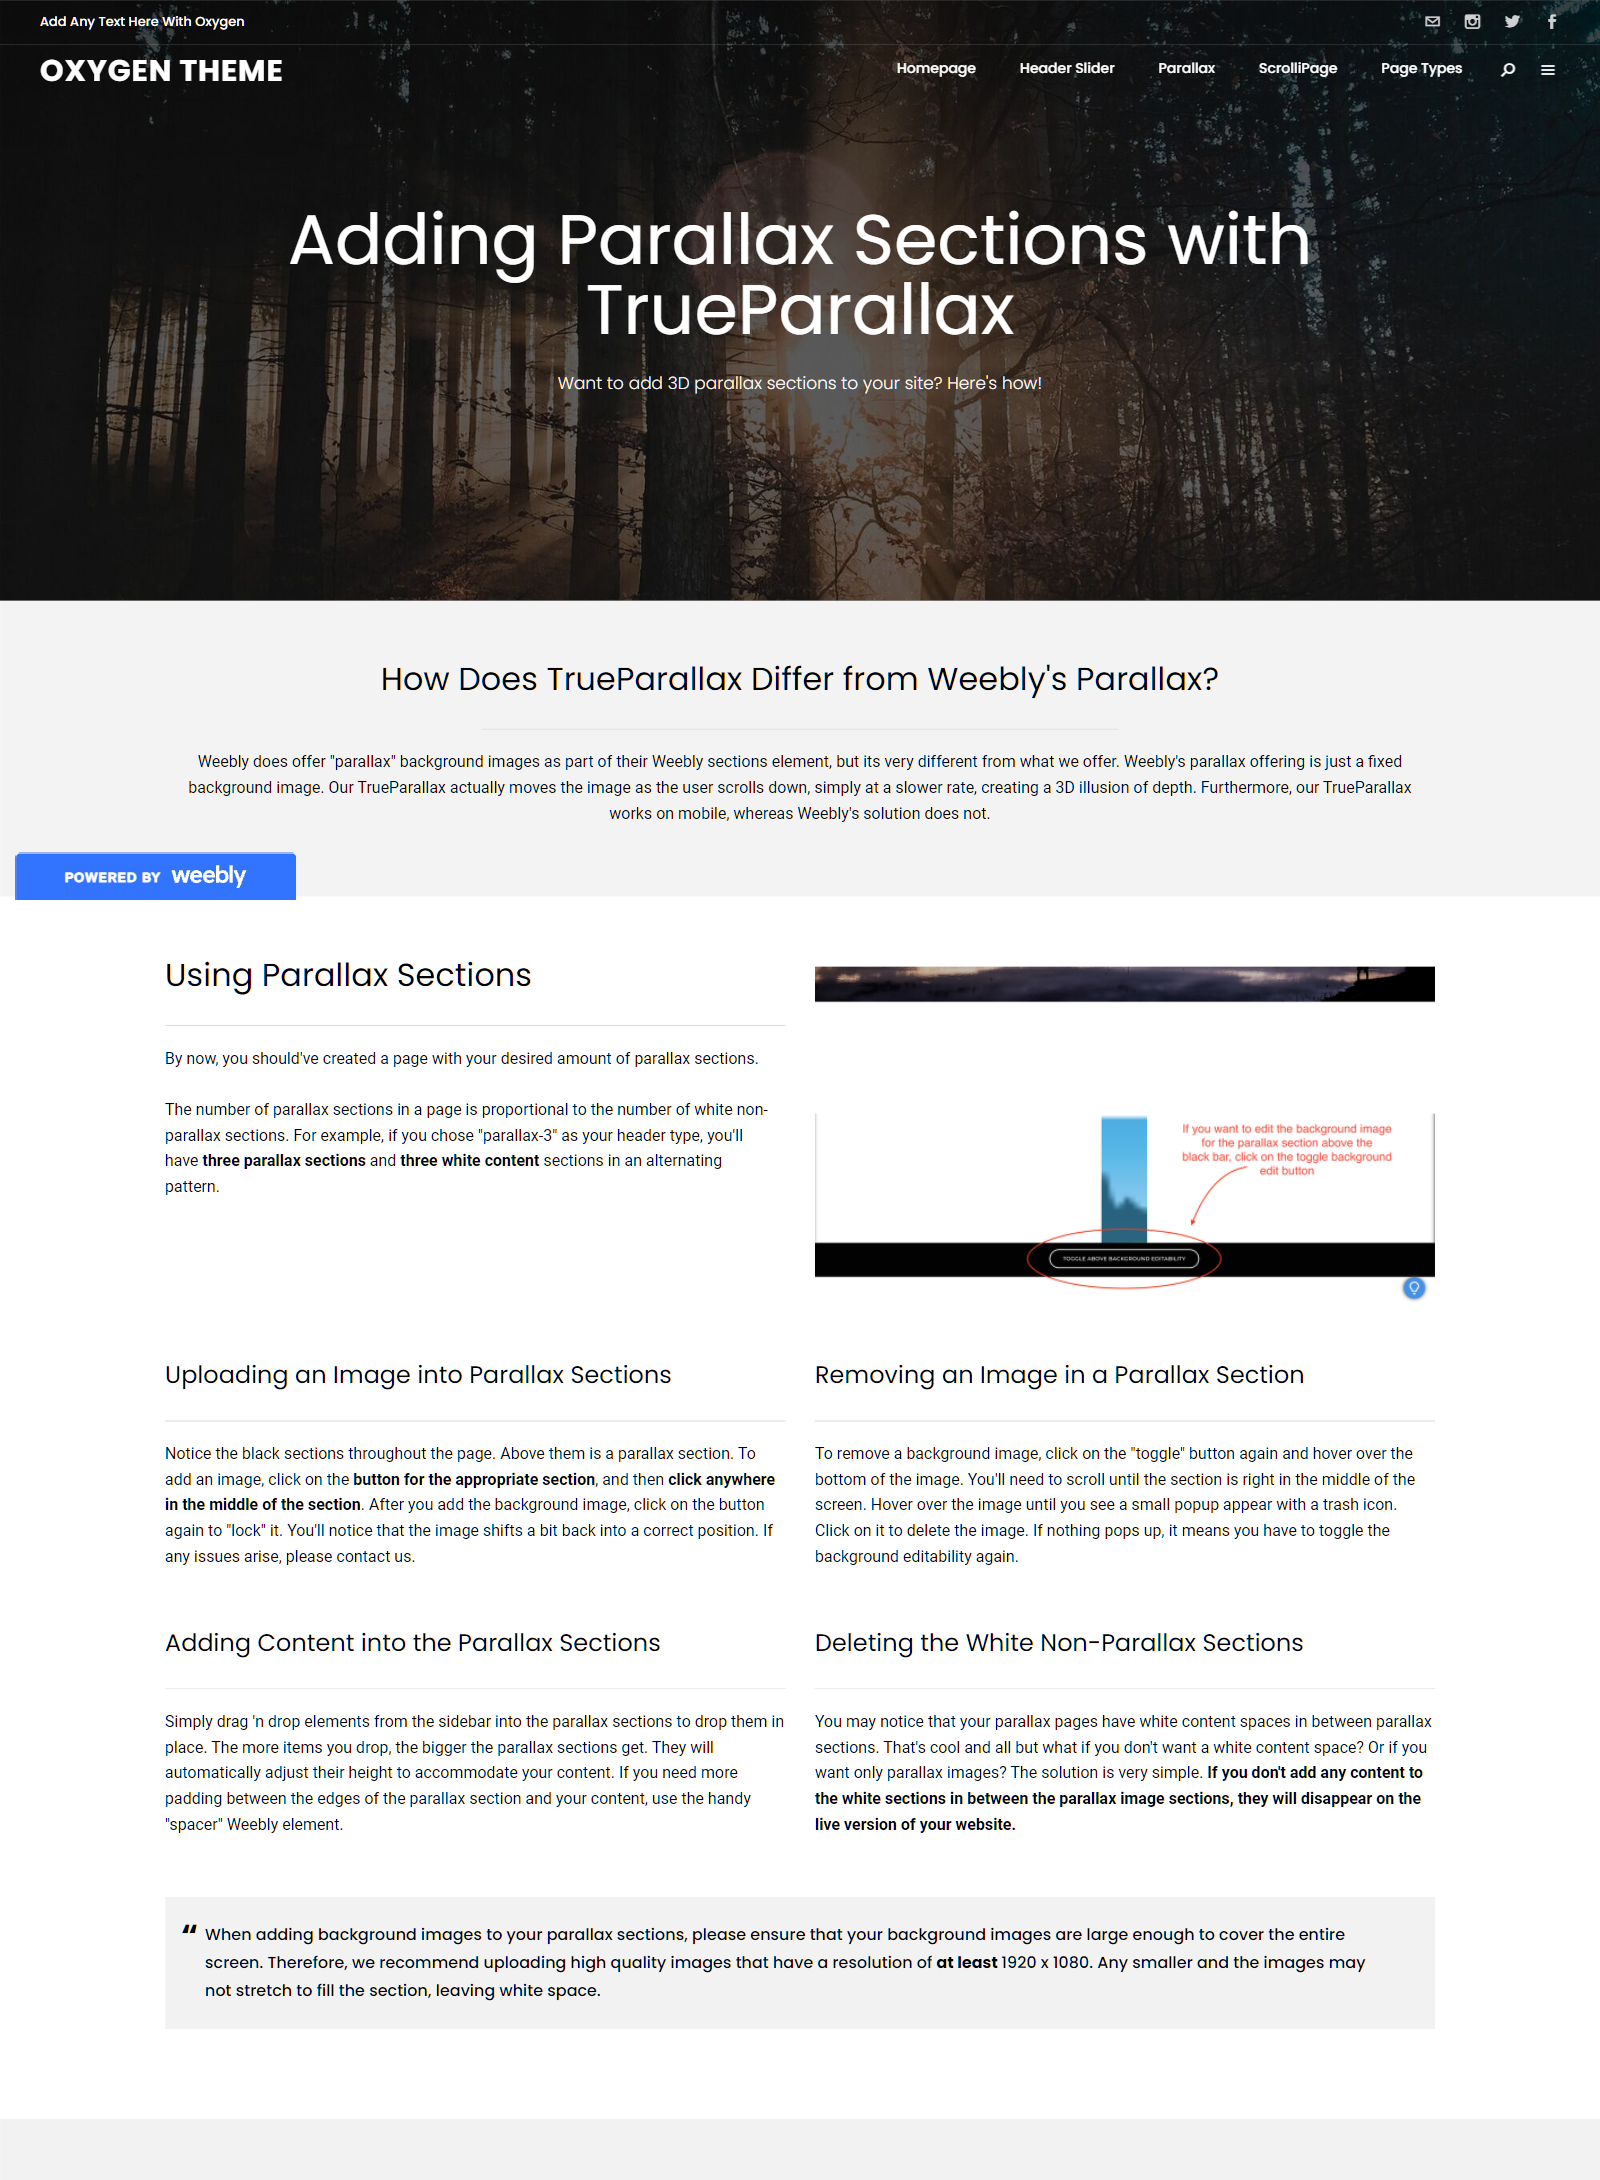 Add Any Text Here With Oxygen
OXYGEN THEME
Homepage Header Slider Parallax ScrolliPage Page Types
Adding Parallax Sections with
TrueParallax
Want to add 3D parallax sections to your site? Here's how!
How Does TrueParallax Differ from Weebly's Parallax?
Weebly does offer "parallax" background images as part of their Weebly sections element, but its very different from what we offer. Weebly's parallax offering is just a fixed
background image. Our TrueParallax actually moves the image as the user scrolls down, simply at a slower rate, creating a 3D illusion of depth. Furthermore, our TrueParallax
works on mobile, whereas Weebly's solution does not.
POWERED BY weebly
Using Parallax Sections
By now, you should've created a page with your desired amount of parallax sections.
The number of parallax sections in a page is proportional to the number of white non-
parallax sections. For example, if you chose "parallax-3" as your header type, you'll
have three parallax sections and three white content sections in an alternating
pattern.
If you want to edit the background image
for the parallax section above the
black bar, click on the toggle background
edit button
TOGGLE ABOVE BACKGROUND EDITABILITY
Uploading an Image into Parallax Sections
Notice the black sections throughout the page. Above them is a parallax section. To
add an image, click on the button for the appropriate section, and then click anywhere
in the middle of the section. After you add the background image, click on the button
again to "lock" it. You'll notice that the image shifts a bit back into a correct position. If
any issues arise, please contact us.
Removing an Image in a Parallax Section
To remove a background image, click on the "toggle" button again and hover over the
bottom of the image. You'll need to scroll until the section is right in the middle of the
screen. Hover over the image until you see a small popup appear with a trash icon.
Click on it to delete the image. If nothing pops up, it means you have to toggle the
background editability again.
Adding Content into the Parallax Sections
Simply drag 'n drop elements from the sidebar into the parallax sections to drop them in
place. The more items you drop, the bigger the parallax sections get. They will
automatically adjust their height to accommodate your content. If you need more
padding between the edges of the parallax section and your content, use the handy
"spacer" Weebly element.
Deleting the White Non-Parallax Sections
You may notice that your parallax pages have white content spaces in between parallax
sections. That's cool and all but what if you don't want a white content space? Or if you
want only parallax images? The solution is very simple. If you don't add any content to
the white sections in between the parallax image sections, they will disappear on the
live version of your website.
“ When adding background images to your parallax sections, please ensure that your background images are large enough to cover the entire
screen. Therefore, we recommend uploading high quality images that have a resolution of at least 1920 x 1080. Any smaller and the images may
not stretch to fill the section, leaving white space.